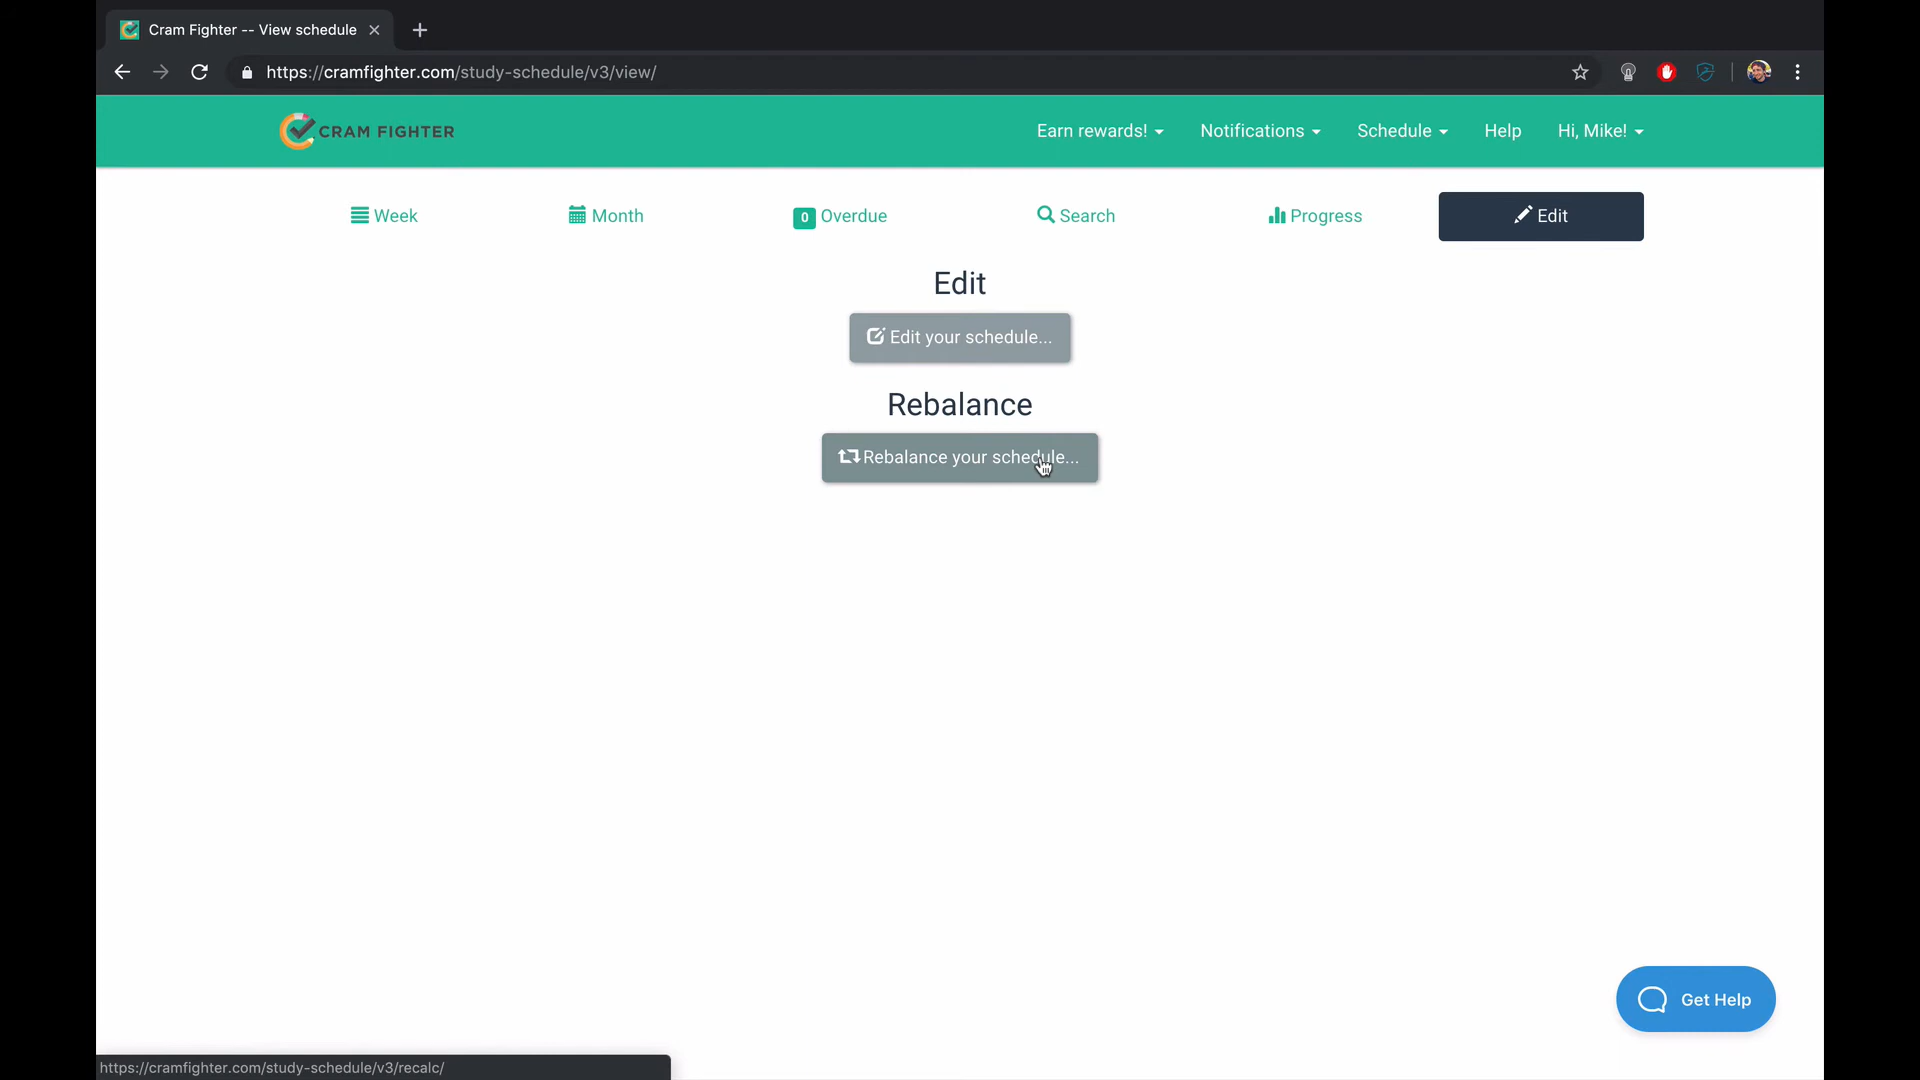 Cram Fighter -- View schedule
https://cramfighter.com/study-schedule/v3/view/
CRAM FIGHTER
Earn rewards! Notifications Schedule Help Hi, Mike!
Week Month 0 Overdue Search Progress Edit
Edit
Edit your schedule...
Rebalance
Rebalance your schedule...
Get Help
https://cramfighter.com/study-schedule/v3/recalc/